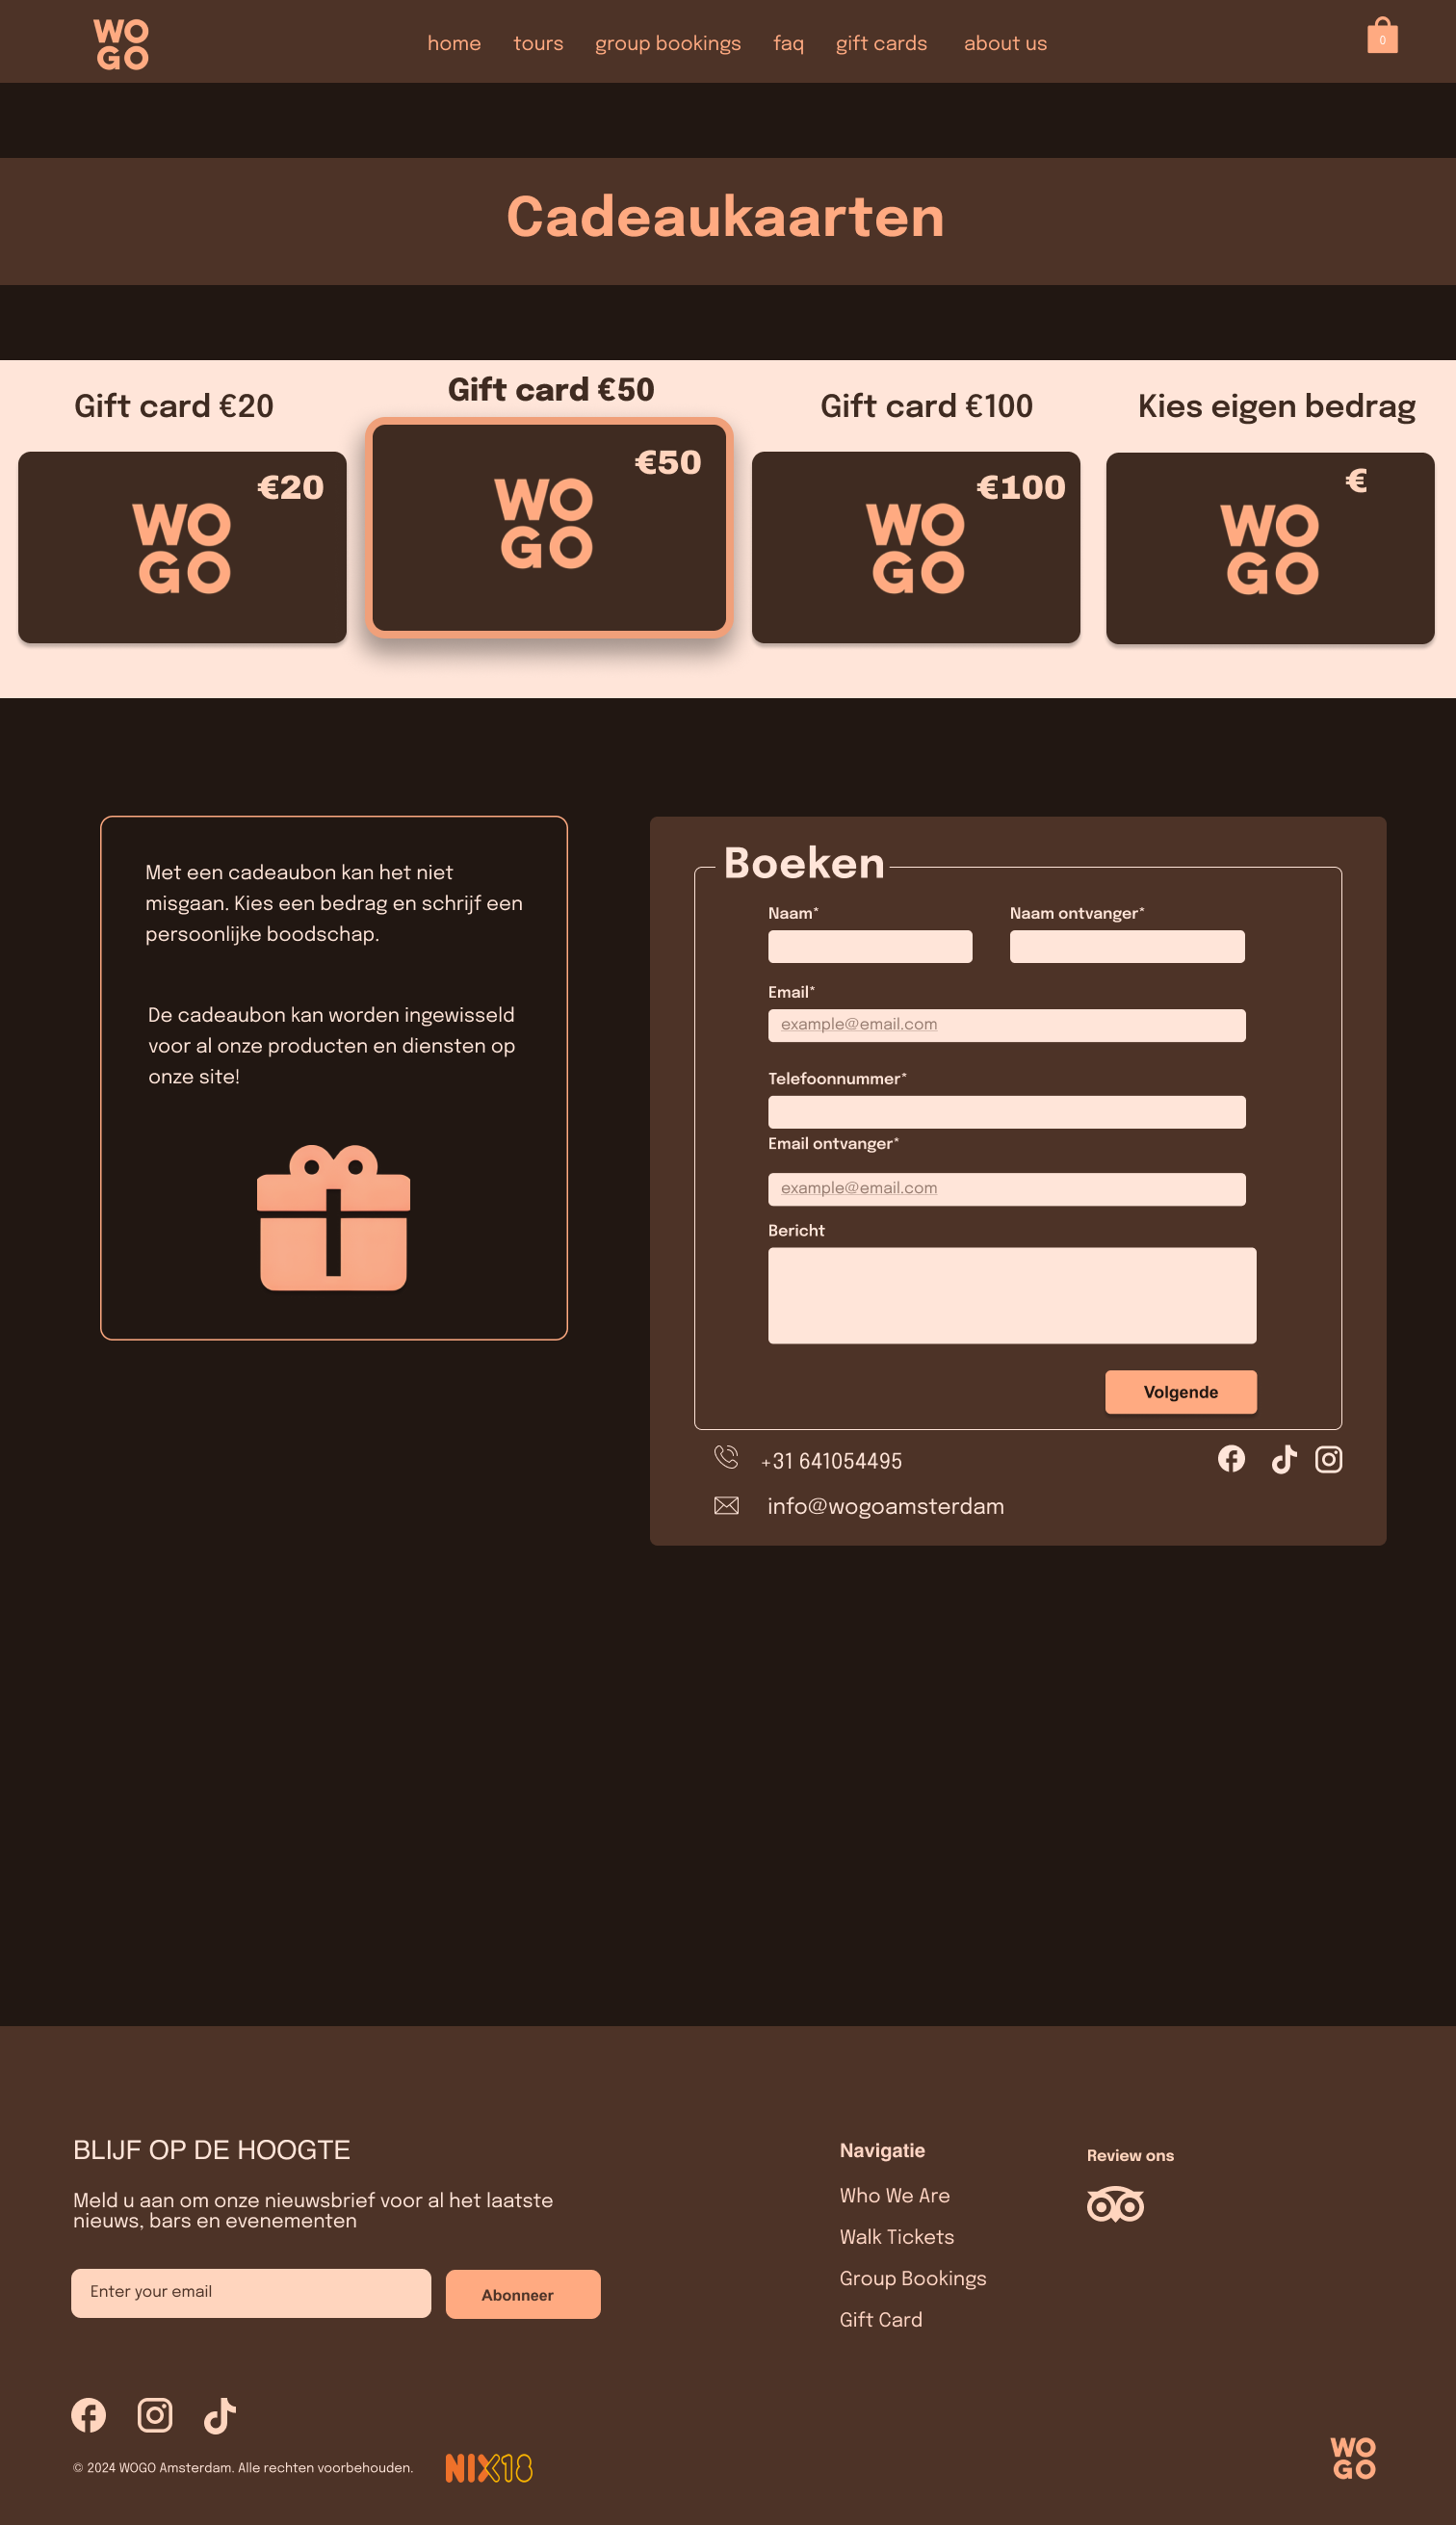 WO
GO
home tours group bookings faq gift cards about us
0
Cadeaukaarten
Gift card €20
Gift card €50
Gift card €100
Kies eigen bedrag
€20
WO
GO
€50
WO
GO
€100
WO
GO
€
WO
GO
Met een cadeaubon kan het niet
misgaan. Kies een bedrag en schrijf een
persoonlijke boodschap.
De cadeaubon kan worden ingewisseld
voor al onze producten en diensten op
onze site!
Boeken
Naam* Naam ontvanger*
Email*
example@email.com
Telefoonnummer*
Email ontvanger*
example@email.com
Bericht
Volgende
+31 641054495
info@wogoamsterdam
BLIJF OP DE HOOGTE
Meld u aan om onze nieuwsbrief voor al het laatste
nieuws, bars en evenementen
Enter your email
Abonneer
Navigatie
Who We Are
Walk Tickets
Group Bookings
Gift Card
Review ons
© 2024 WOGO Amsterdam. Alle rechten voorbehouden.
NIX18
WO
GO